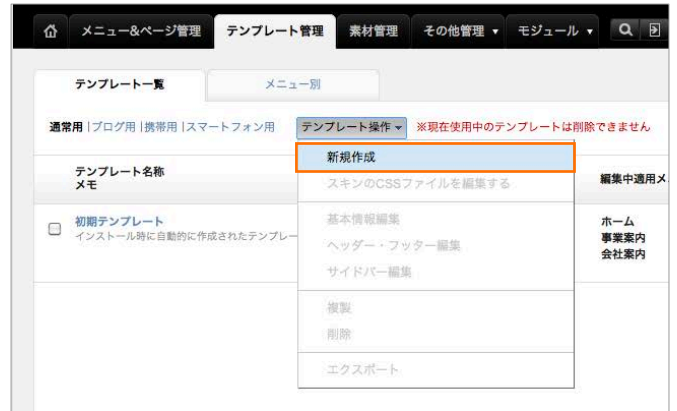 メニュー&ページ管理 テンプレート管理 素材管理 その他管理 ▼ モジュール ▼
テンプレート一覧 メニュー別
通常用 | ブログ用 | 携帯用 | スマートフォン用 テンプレート操作 ▼ ※現在使用中のテンプレートは削除できません
新規作成
テンプレート名称
メモ
スキンのCSSファイルを編集する
編集中適用メ
初期テンプレート
インストール時に自動的に作成されたテンプレー
基本情報編集
ヘッダー・フッター編集
サイドバー編集
ホーム
事業案内
会社案内
複製
削除
エクスポート